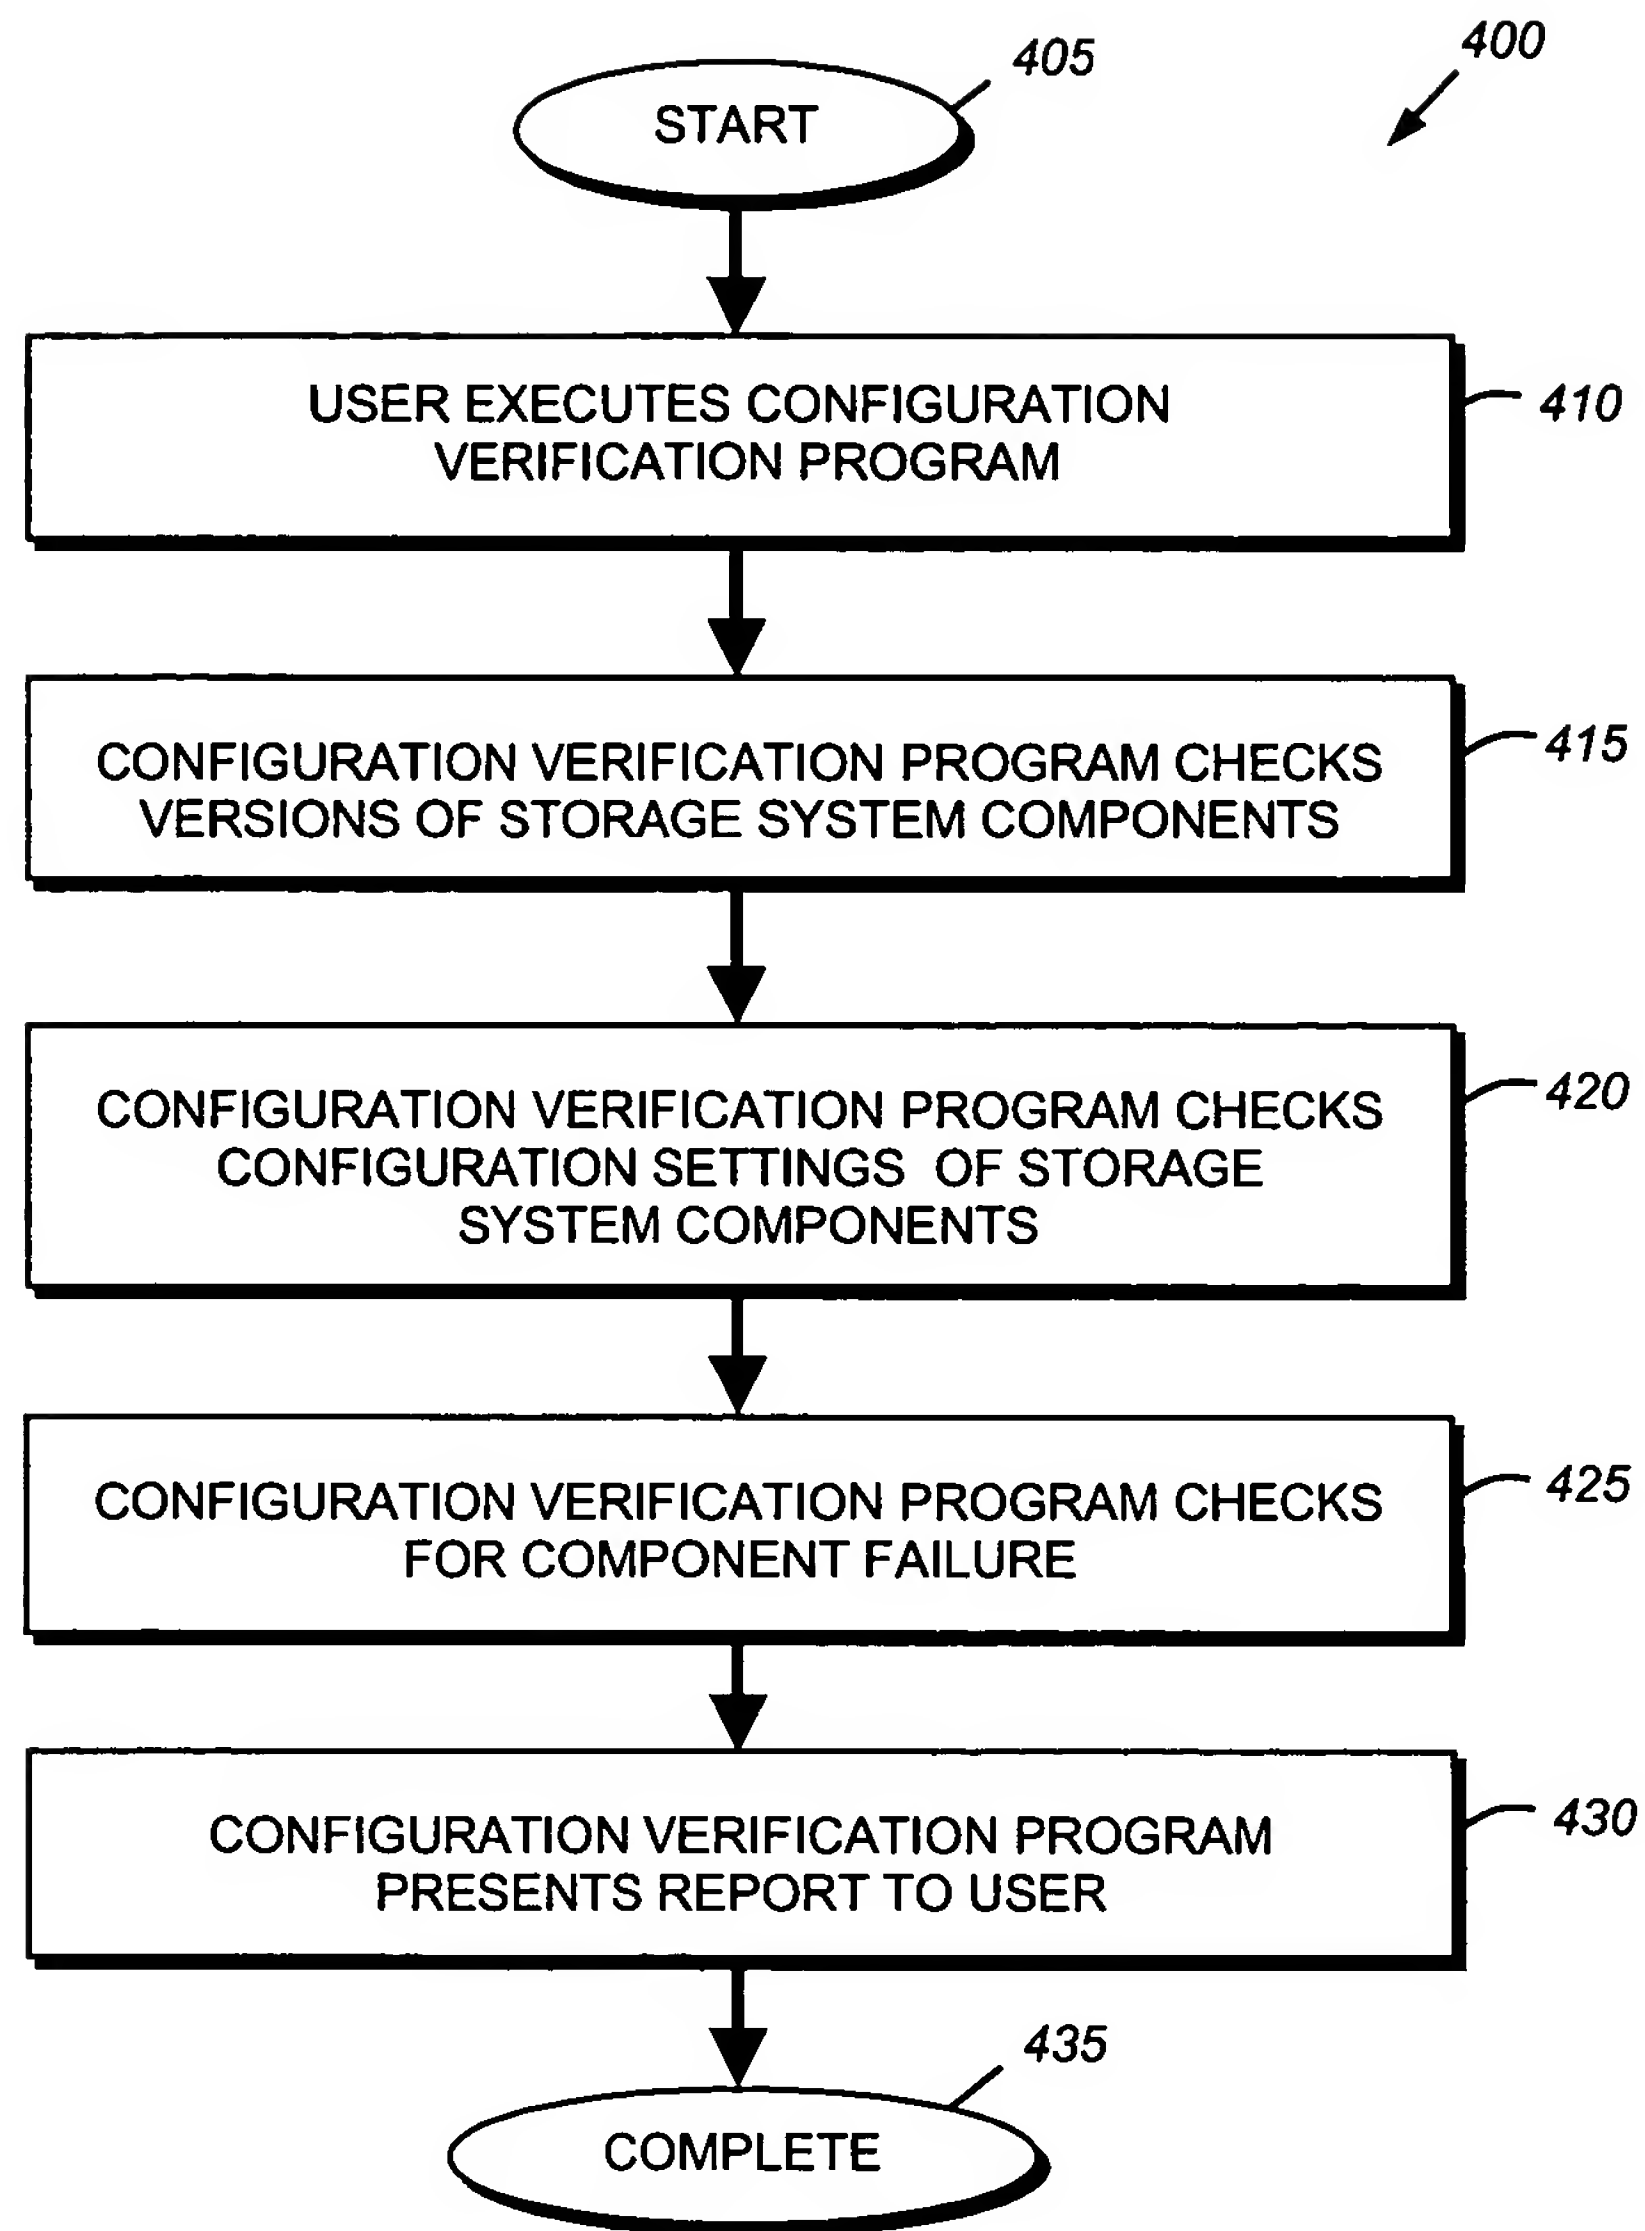 400
405
START
USER EXECUTES CONFIGURATION
VERIFICATION PROGRAM
410
CONFIGURATION VERIFICATION PROGRAM CHECKS
VERSIONS OF STORAGE SYSTEM COMPONENTS
415
CONFIGURATION VERIFICATION PROGRAM CHECKS
CONFIGURATION SETTINGS OF STORAGE
SYSTEM COMPONENTS
420
CONFIGURATION VERIFICATION PROGRAM CHECKS
FOR COMPONENT FAILURE
425
CONFIGURATION VERIFICATION PROGRAM
PRESENTS REPORT TO USER
430
435
COMPLETE